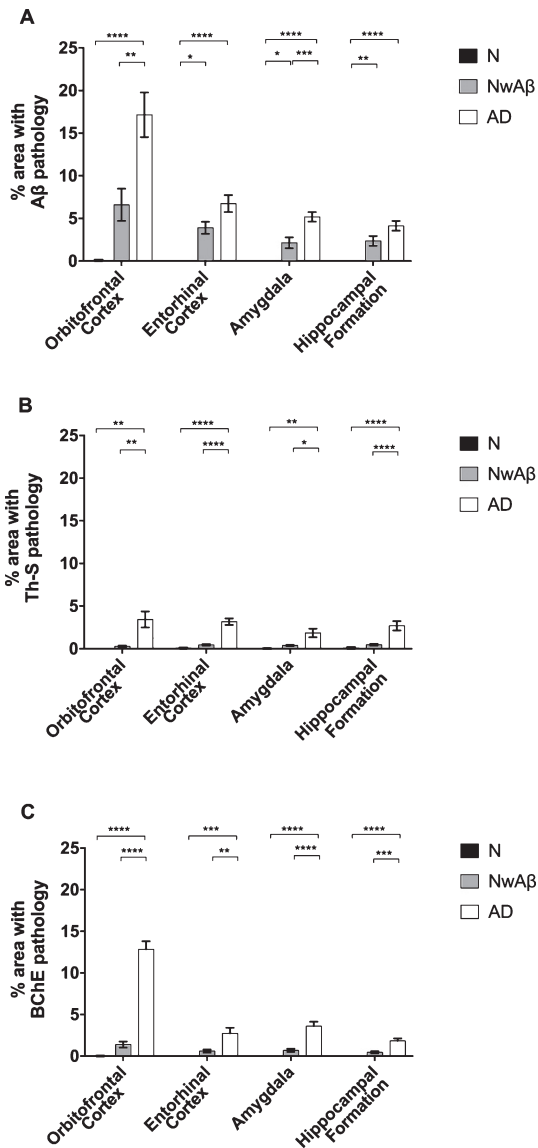 A
**** **** **** ****
** * * *** **
25
20
15
10
5
0
% area with
Aβ pathology
Orbitofrontal
Cortex
Entorhinal
Cortex
Amygdala
Hippocampal
Formation
N
NwAβ
AD
B
** **** ** ****
** **** * ****
25
20
15
10
5
0
% area with
Th-S pathology
Orbitofrontal
Cortex
Entorhinal
Cortex
Amygdala
Hippocampal
Formation
N
NwAβ
AD
C
**** *** **** ****
**** ** **** ***
25
20
15
10
5
0
% area with
BChE pathology
Orbitofrontal
Cortex
Entorhinal
Cortex
Amygdala
Hippocampal
Formation
N
NwAβ
AD